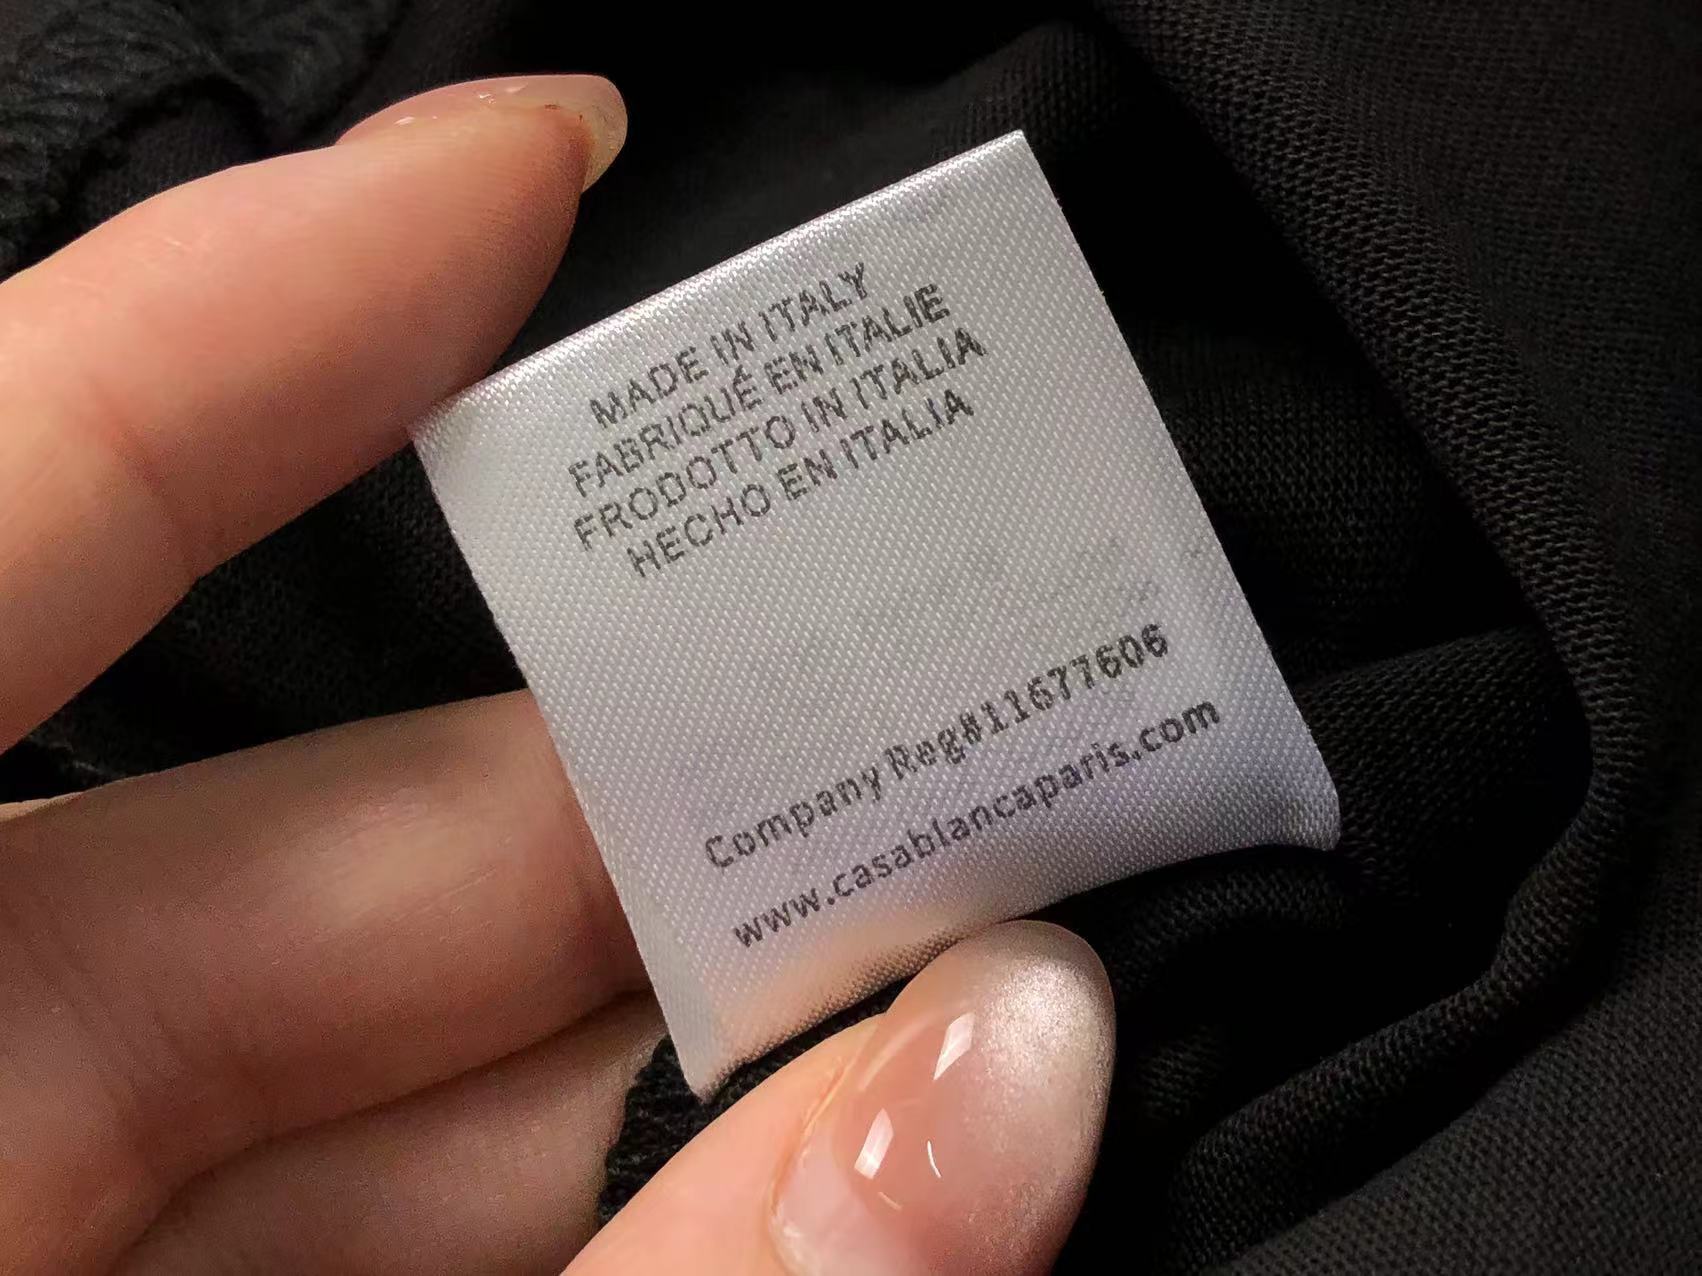 MADE IN ITALY
FABRIQUÉ EN ITALIE
FRODOTTO IN ITALIA
HECHO EN ITALIA
Company Reg#11677606
www.casablancaparis.com